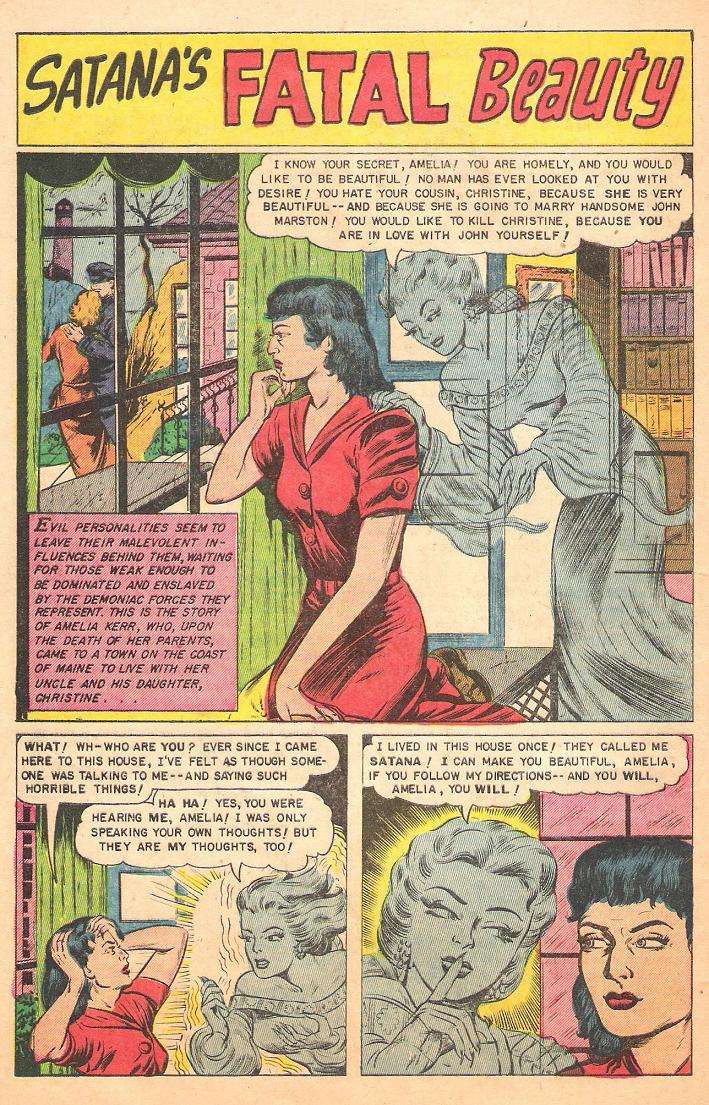 SATANA'S FATAL Beauty
I KNOW YOUR SECRET, AMELIA! YOU ARE HOMELY, AND YOU WOULD
LIKE TO BE BEAUTIFUL! NO MAN HAS EVER LOOKED AT YOU WITH
DESIRE! YOU HATE YOUR COUSIN, CHRISTINE, BECAUSE SHE IS VERY
BEAUTIFUL--AND BECAUSE SHE IS GOING TO MARRY HANDSOME JOHN
MARSTON! YOU WOULD LIKE TO KILL CHRISTINE, BECAUSE YOU
ARE IN LOVE WITH JOHN YOURSELF!
EVIL PERSONALITIES SEEM TO
LEAVE THEIR MALEVOLENT IN-
FLUENCES BEHIND THEM, WAITING
FOR THOSE WEAK ENOUGH TO
BE DOMINATED AND ENSLAVED
BY THE DEMONIAC FORCES THEY
REPRESENT. THIS IS THE STORY
OF AMELIA KERR, WHO, UPON
THE DEATH OF HER PARENTS,
CAME TO A TOWN ON THE COAST
OF MAINE TO LIVE WITH HER
UNCLE AND HIS DAUGHTER,
CHRISTINE . . .
WHAT! WH-WHO ARE YOU? EVER SINCE I CAME
HERE TO THIS HOUSE, I'VE FELT AS THOUGH SOME-
ONE WAS TALKING TO ME--AND SAYING SUCH
HORRIBLE THINGS!
HA HA! YES, YOU WERE
HEARING ME, AMELIA! I WAS ONLY
SPEAKING YOUR OWN THOUGHTS! BUT
THEY ARE MY THOUGHTS, TOO!
I LIVED IN THIS HOUSE ONCE! THEY CALLED ME
SATANA! I CAN MAKE YOU BEAUTIFUL, AMELIA,
IF YOU FOLLOW MY DIRECTIONS--AND YOU WILL,
AMELIA, YOU WILL!